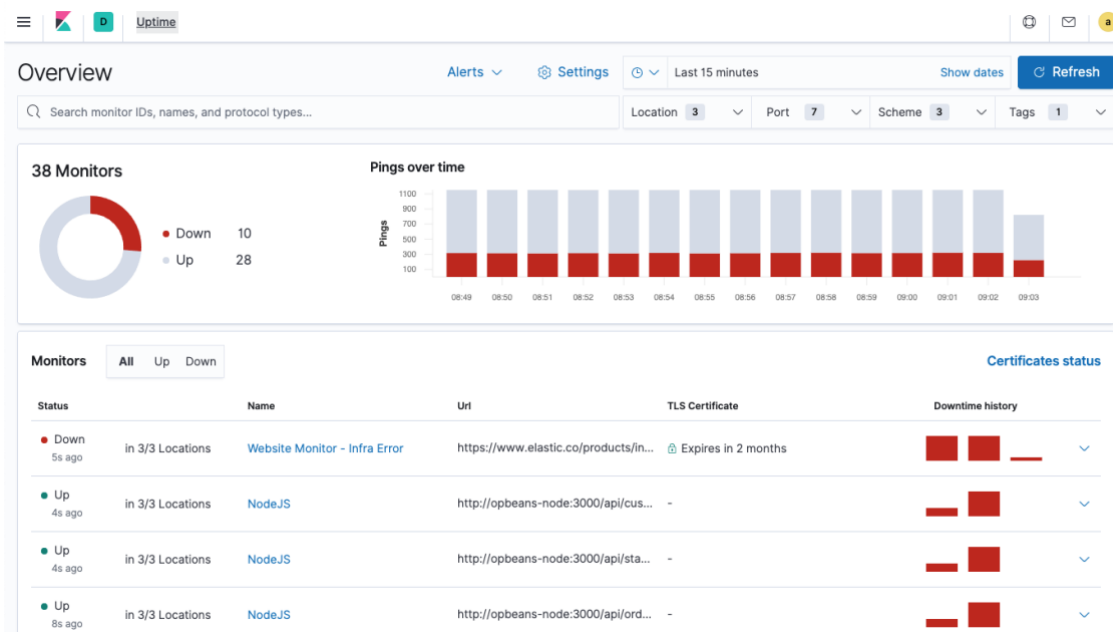 D Uptime a
Overview Alerts Settings Last 15 minutes Show dates Refresh
Search monitor IDs, names, and protocol types... Location 3 Port 7 Scheme 3 Tags 1
38 Monitors
Down 10
Up 28
Pings over time
Pings
1100
900
700
500
300
100
08:49 08:50 08:51 08:52 08:53 08:54 08:55 08:56 08:57 08:58 08:59 09:00 09:01 09:02 09:03
Monitors All Up Down Certificates status
Status Name Url TLS Certificate Downtime history
Down
5s ago
in 3/3 Locations Website Monitor - Infra Error https://www.elastic.co/products/in... Expires in 2 months
Up
4s ago
in 3/3 Locations NodeJS http://opbeans-node:3000/api/cus... -
Up
4s ago
in 3/3 Locations NodeJS http://opbeans-node:3000/api/sta... -
Up
8s ago
in 3/3 Locations NodeJS http://opbeans-node:3000/api/ord... -